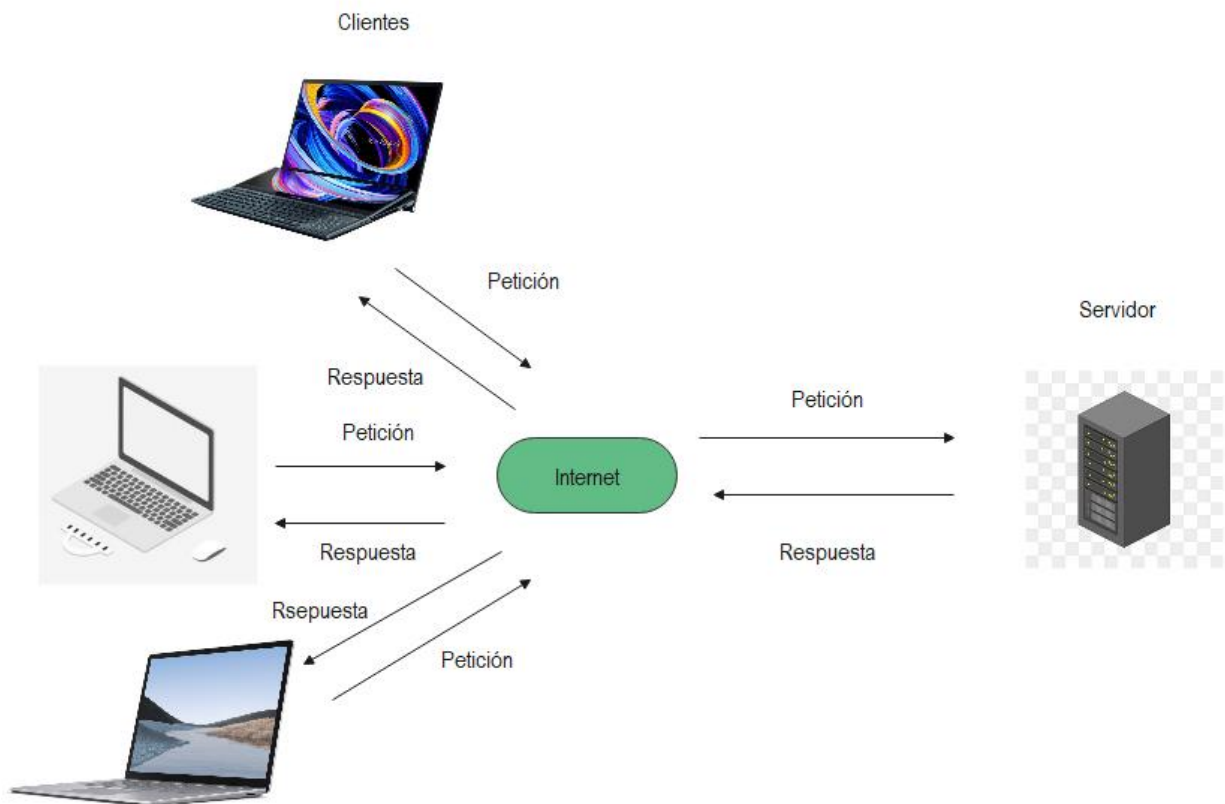 Clientes
Petición
Servidor
Respuesta
Petición
Petición
Internet
Respuesta
Respuesta
Rsepuesta
Petición